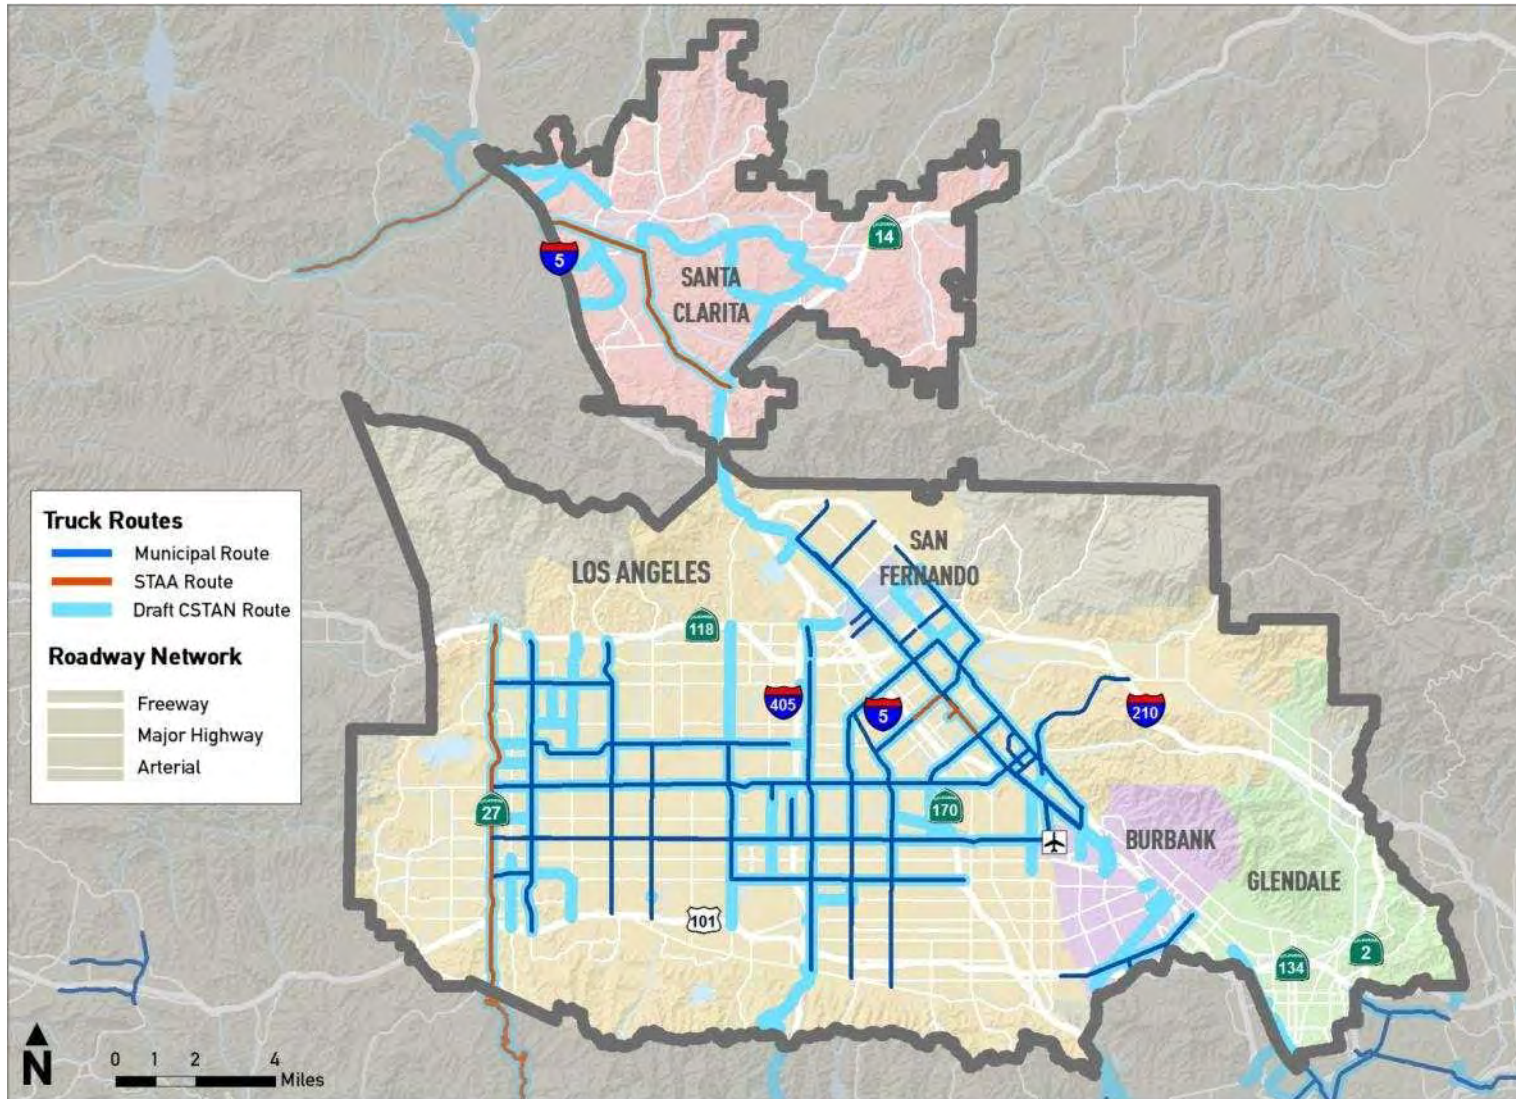 14
5
SANTA
CLARITA
Truck Routes
Municipal Route
STAA Route
Draft CSTAN Route
Roadway Network
Freeway
Major Highway
Arterial
SAN
FERNANDO
LOS ANGELES
118
405
5
210
27
170
BURBANK
GLENDALE
101
134
2
N
0 1 2 4
Miles